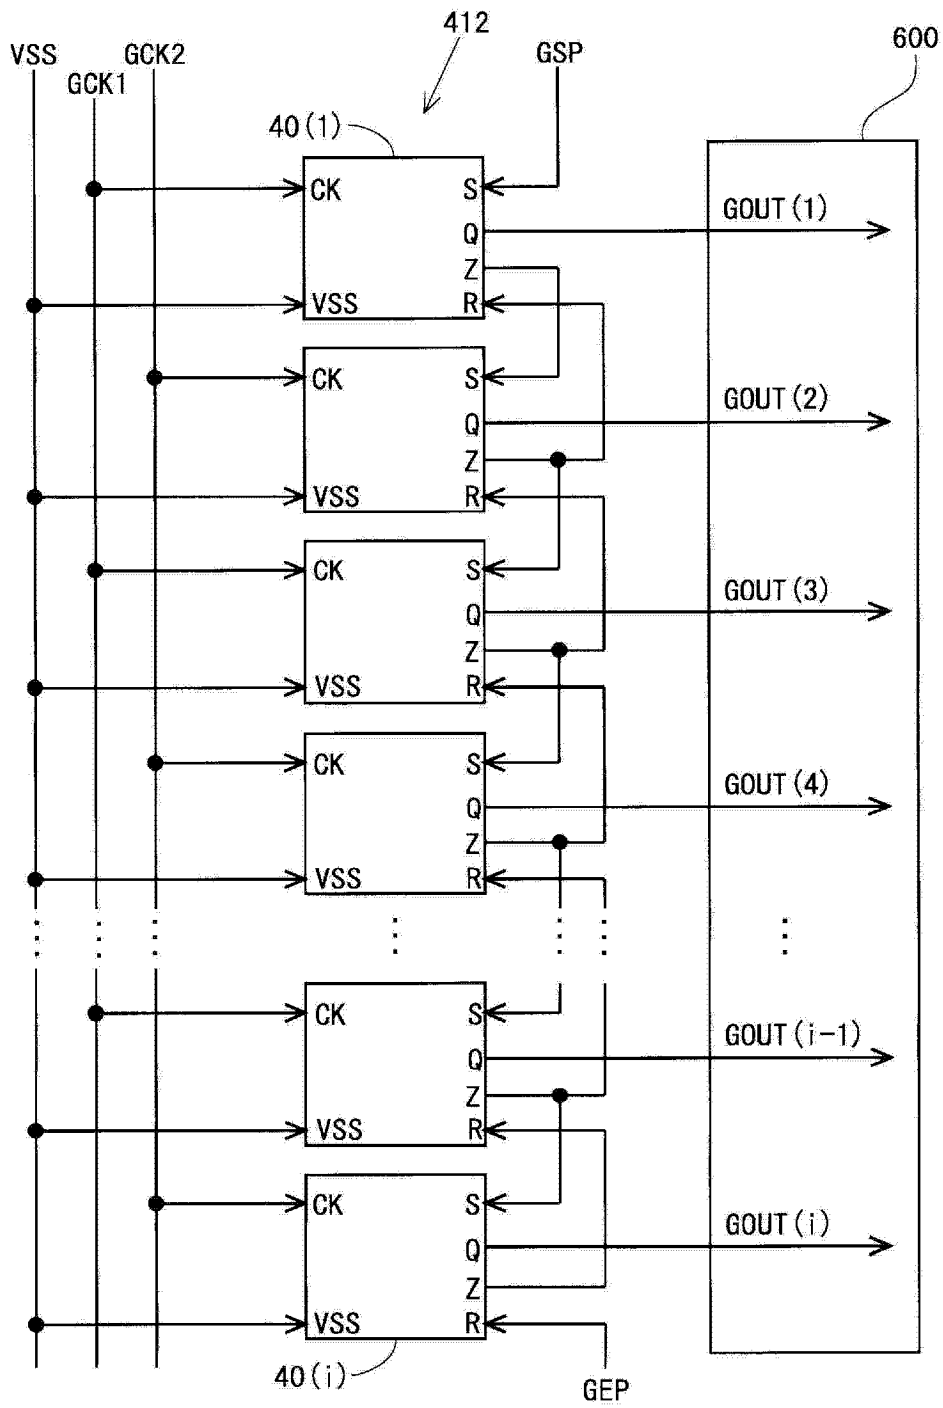 412
600
VSS
GCK2
GSP
GCK1
40(1)
CK
S
GOUT(1)
Q
Z
VSS
R
CK
S
GOUT(2)
Q
Z
VSS
R
CK
S
GOUT(3)
Q
Z
VSS
R
CK
S
GOUT(4)
Q
Z
VSS
R
CK
S
GOUT(i-1)
Q
Z
VSS
R
CK
S
GOUT(i)
Q
Z
VSS
R
40(i)
GEP